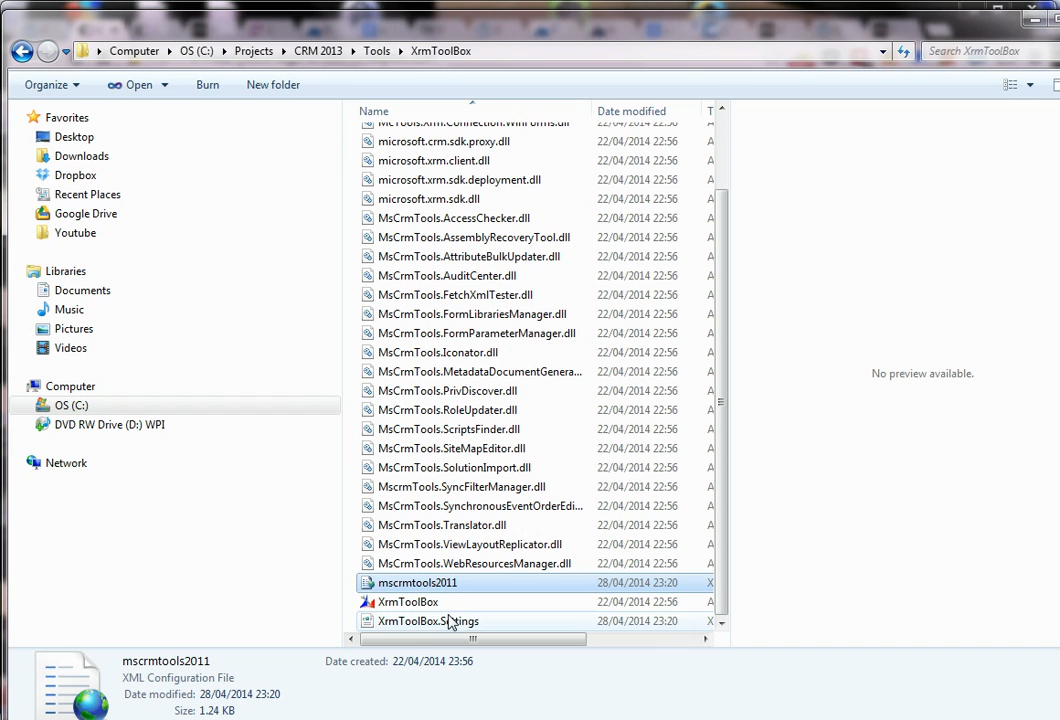 Computer ▸ OS (C:) ▸ Projects ▸ CRM 2013 ▸ Tools ▸ XrmToolBox
Search XrmToolBox
Organize Open Burn New folder
Favorites
Desktop
Downloads
Dropbox
Recent Places
Google Drive
Youtube
Libraries
Documents
Music
Pictures
Videos
Computer
OS (C:)
DVD RW Drive (D:) WPI
Network
Name Date modified T
McTools.Xrm.Connection.WinForms.dll 22/04/2014 22:56
microsoft.crm.sdk.proxy.dll 22/04/2014 22:56 A
microsoft.xrm.client.dll 22/04/2014 22:56 A
microsoft.xrm.sdk.deployment.dll 22/04/2014 22:56 A
microsoft.xrm.sdk.dll 22/04/2014 22:56 A
MsCrmTools.AccessChecker.dll 22/04/2014 22:56 A
MsCrmTools.AssemblyRecoveryTool.dll 22/04/2014 22:56 A
MsCrmTools.AttributeBulkUpdater.dll 22/04/2014 22:56 A
MsCrmTools.AuditCenter.dll 22/04/2014 22:56 A
MsCrmTools.FetchXmlTester.dll 22/04/2014 22:56 A
MsCrmTools.FormLibrariesManager.dll 22/04/2014 22:56 A
MsCrmTools.FormParameterManager.dll 22/04/2014 22:56 A
MsCrmTools.Iconator.dll 22/04/2014 22:56 A
MsCrmTools.MetadataDocumentGenera... 22/04/2014 22:56 A
MsCrmTools.PrivDiscover.dll 22/04/2014 22:56 A
MsCrmTools.RoleUpdater.dll 22/04/2014 22:56 A
MsCrmTools.ScriptsFinder.dll 22/04/2014 22:56 A
MsCrmTools.SiteMapEditor.dll 22/04/2014 22:56 A
MsCrmTools.SolutionImport.dll 22/04/2014 22:56 A
MscrmTools.SyncFilterManager.dll 22/04/2014 22:56 A
MsCrmTools.SynchronousEventOrderEdi... 22/04/2014 22:56 A
MsCrmTools.Translator.dll 22/04/2014 22:56 A
MsCrmTools.ViewLayoutReplicator.dll 22/04/2014 22:56 A
MsCrmTools.WebResourcesManager.dll 22/04/2014 22:56 A
mscrmtools2011 28/04/2014 23:20 X
XrmToolBox 22/04/2014 22:56 A
XrmToolBox.Settings 28/04/2014 23:20 X
No preview available.
mscrmtools2011 Date created: 22/04/2014 23:56
XML Configuration File
Date modified: 28/04/2014 23:20
Size: 1.24 KB